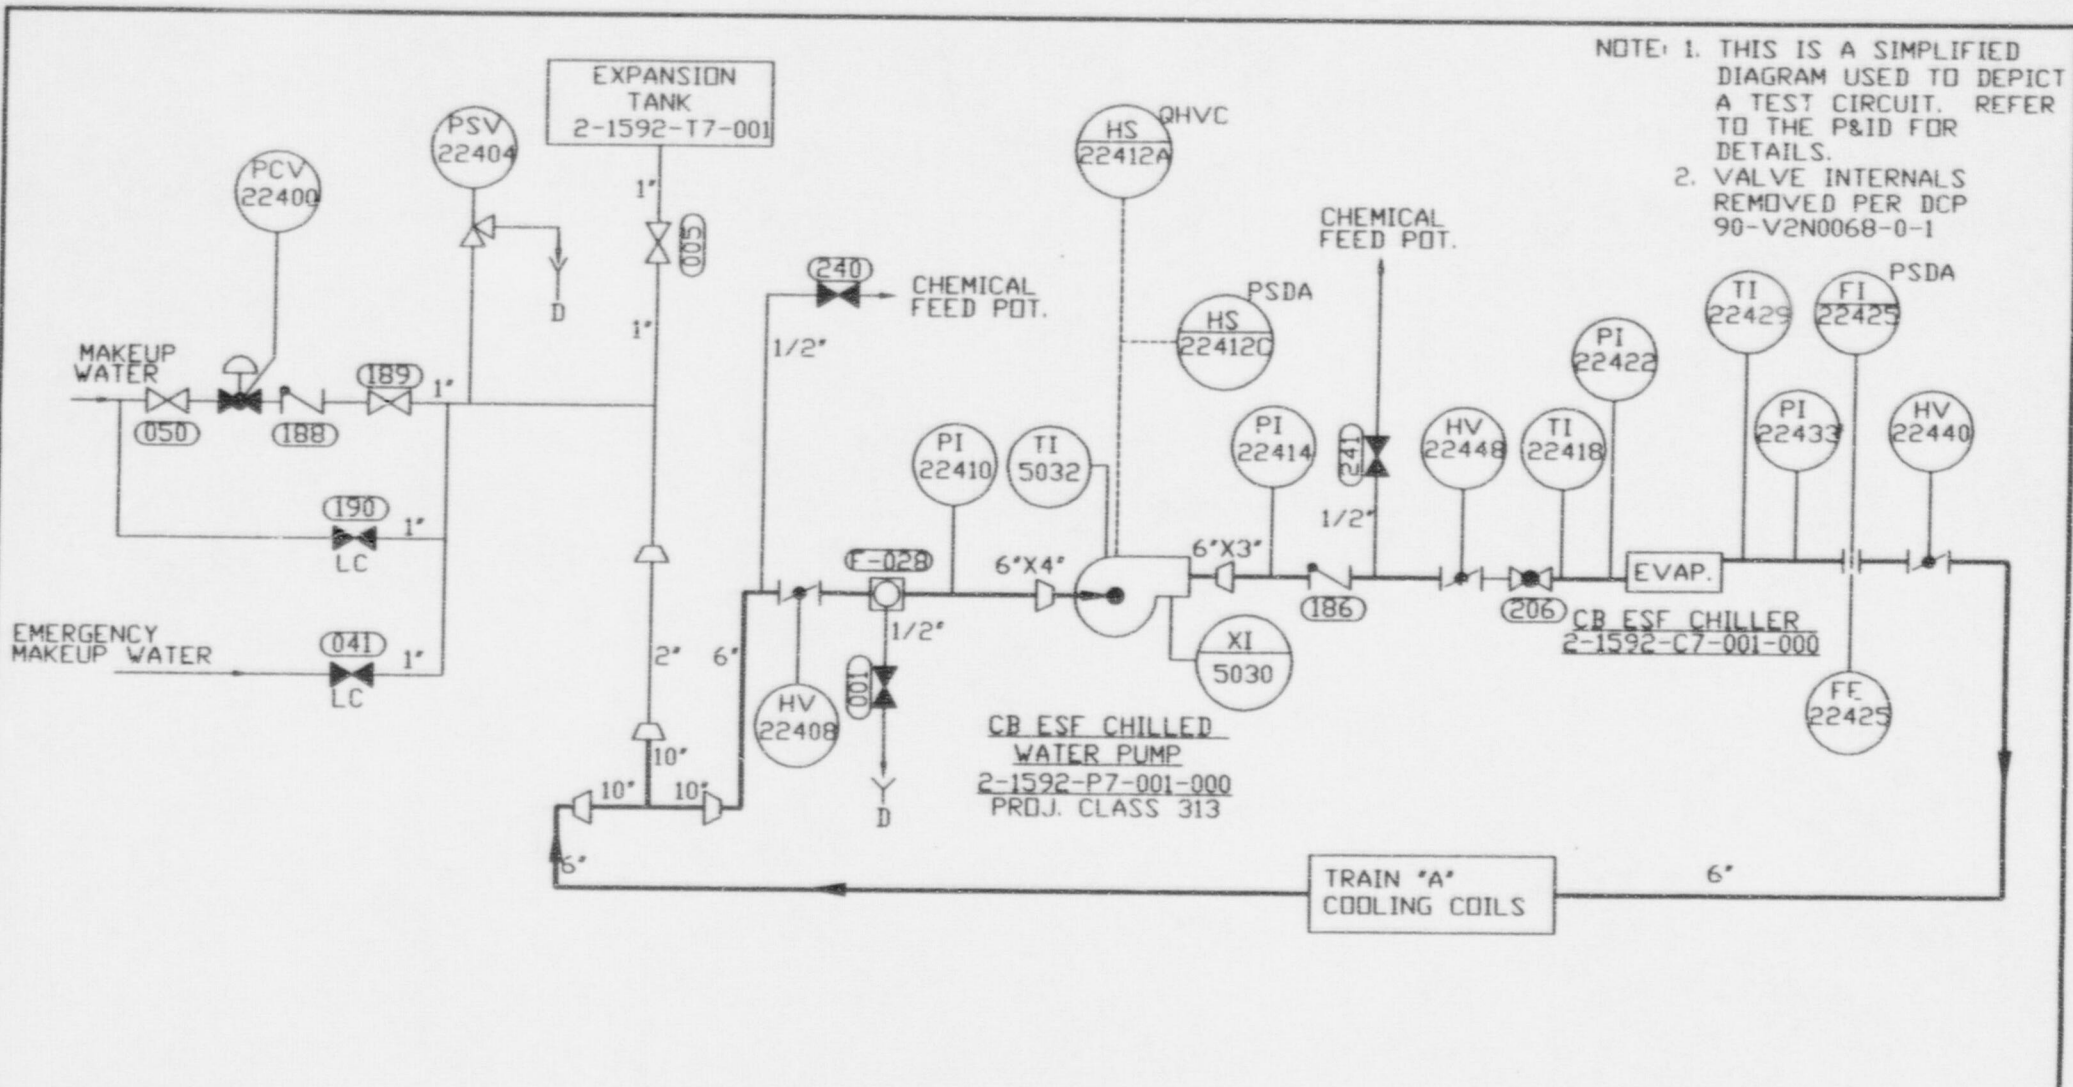 NOTE: 1. THIS IS A SIMPLIFIED
DIAGRAM USED TO DEPICT
A TEST CIRCUIT. REFER
TO THE P&ID FOR
DETAILS.
2. VALVE INTERNALS
REMOVED PER DCP
90-V2N0068-0-1
EXPANSION
TANK
2-1592-T7-001
PSV
22404
PCV
22400
1"
005
1"
D
MAKEUP
WATER
050
188
189
1"
190
1"
LC
EMERGENCY
MAKEUP WATER
041
1"
LC
240
CHEMICAL
FEED POT.
1/2"
HS
22412A
QHVC
HS
22412C
PSDA
CHEMICAL
FEED POT.
241
1/2"
PI
22410
TI
5032
PI
22414
HV
22448
TI
22418
PI
22422
TI
22429
FI
22425
PSDA
PI
22433
HV
22440
F-028
6"X4"
6"X3"
186
206
EVAP.
CB ESF CHILLER
2-1592-C7-001-000
FE
22425
1/2"
001
D
HV
22408
XI
5030
CB ESF CHILLED
WATER PUMP
2-1592-P7-001-000
PROJ. CLASS 313
2"
6"
10"
10"
10"
6"
TRAIN "A"
COOLING COILS
6"